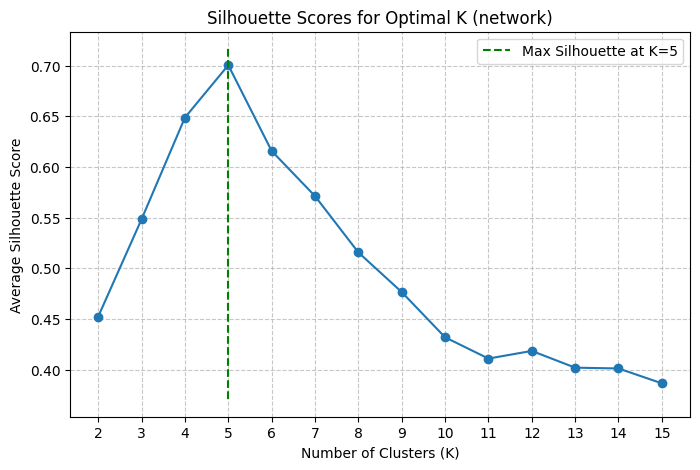 Silhouette Scores for Optimal K (network)
Max Silhouette at K=5
Average Silhouette Score
0.70
0.65
0.60
0.55
0.50
0.45
0.40
2 3 4 5 6 7 8 9 10 11 12 13 14 15
Number of Clusters (K)